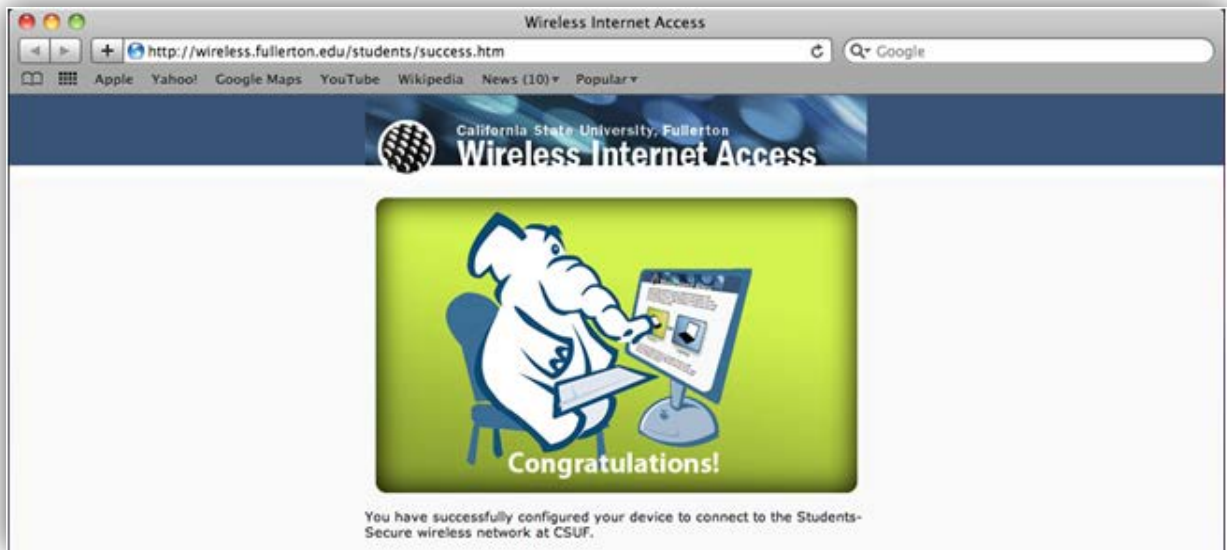 Wireless Internet Access
http://wireless.fullerton.edu/students/success.htm
Google
Apple Yahoo! Google Maps YouTube Wikipedia News (10) Popular
California State University, Fullerton
Wireless Internet Access
Congratulations!
You have successfully configured your device to connect to the Students-
Secure wireless network at CSUF.